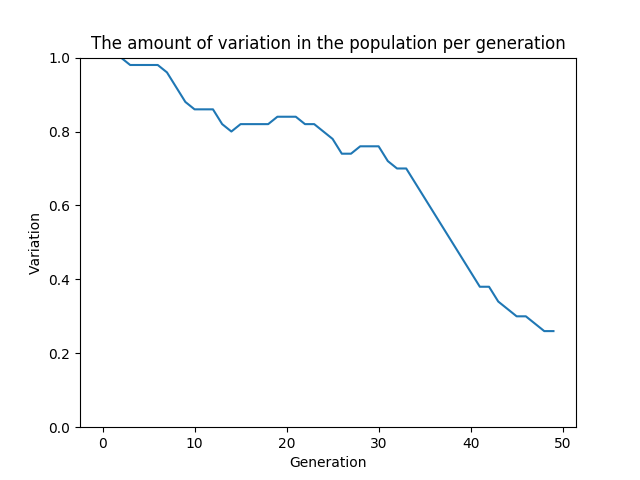 The amount of variation in the population per generation
1.0
0.8
0.6
0.4
0.2
0.0
Variation
0 10 20 30 40 50
Generation